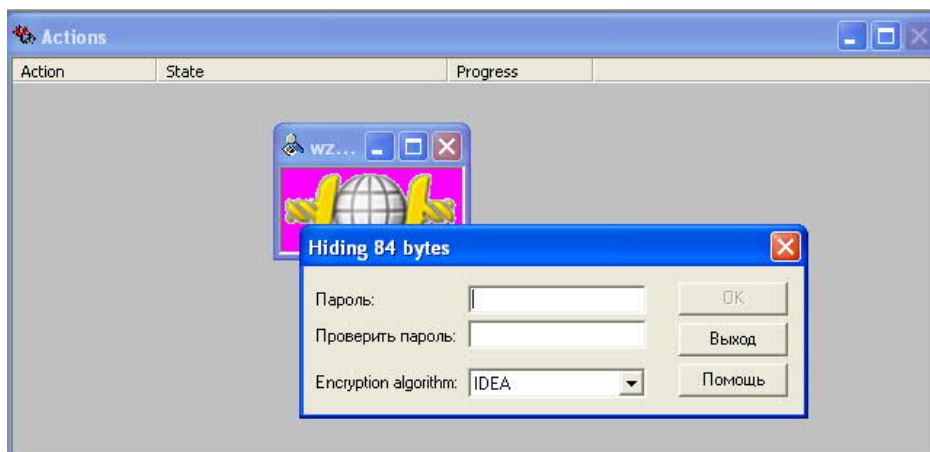 Actions
Action State Progress
wz...
Hiding 84 bytes
Пароль:
OK
Проверить пароль:
Выход
Encryption algorithm: IDEA
Помощь